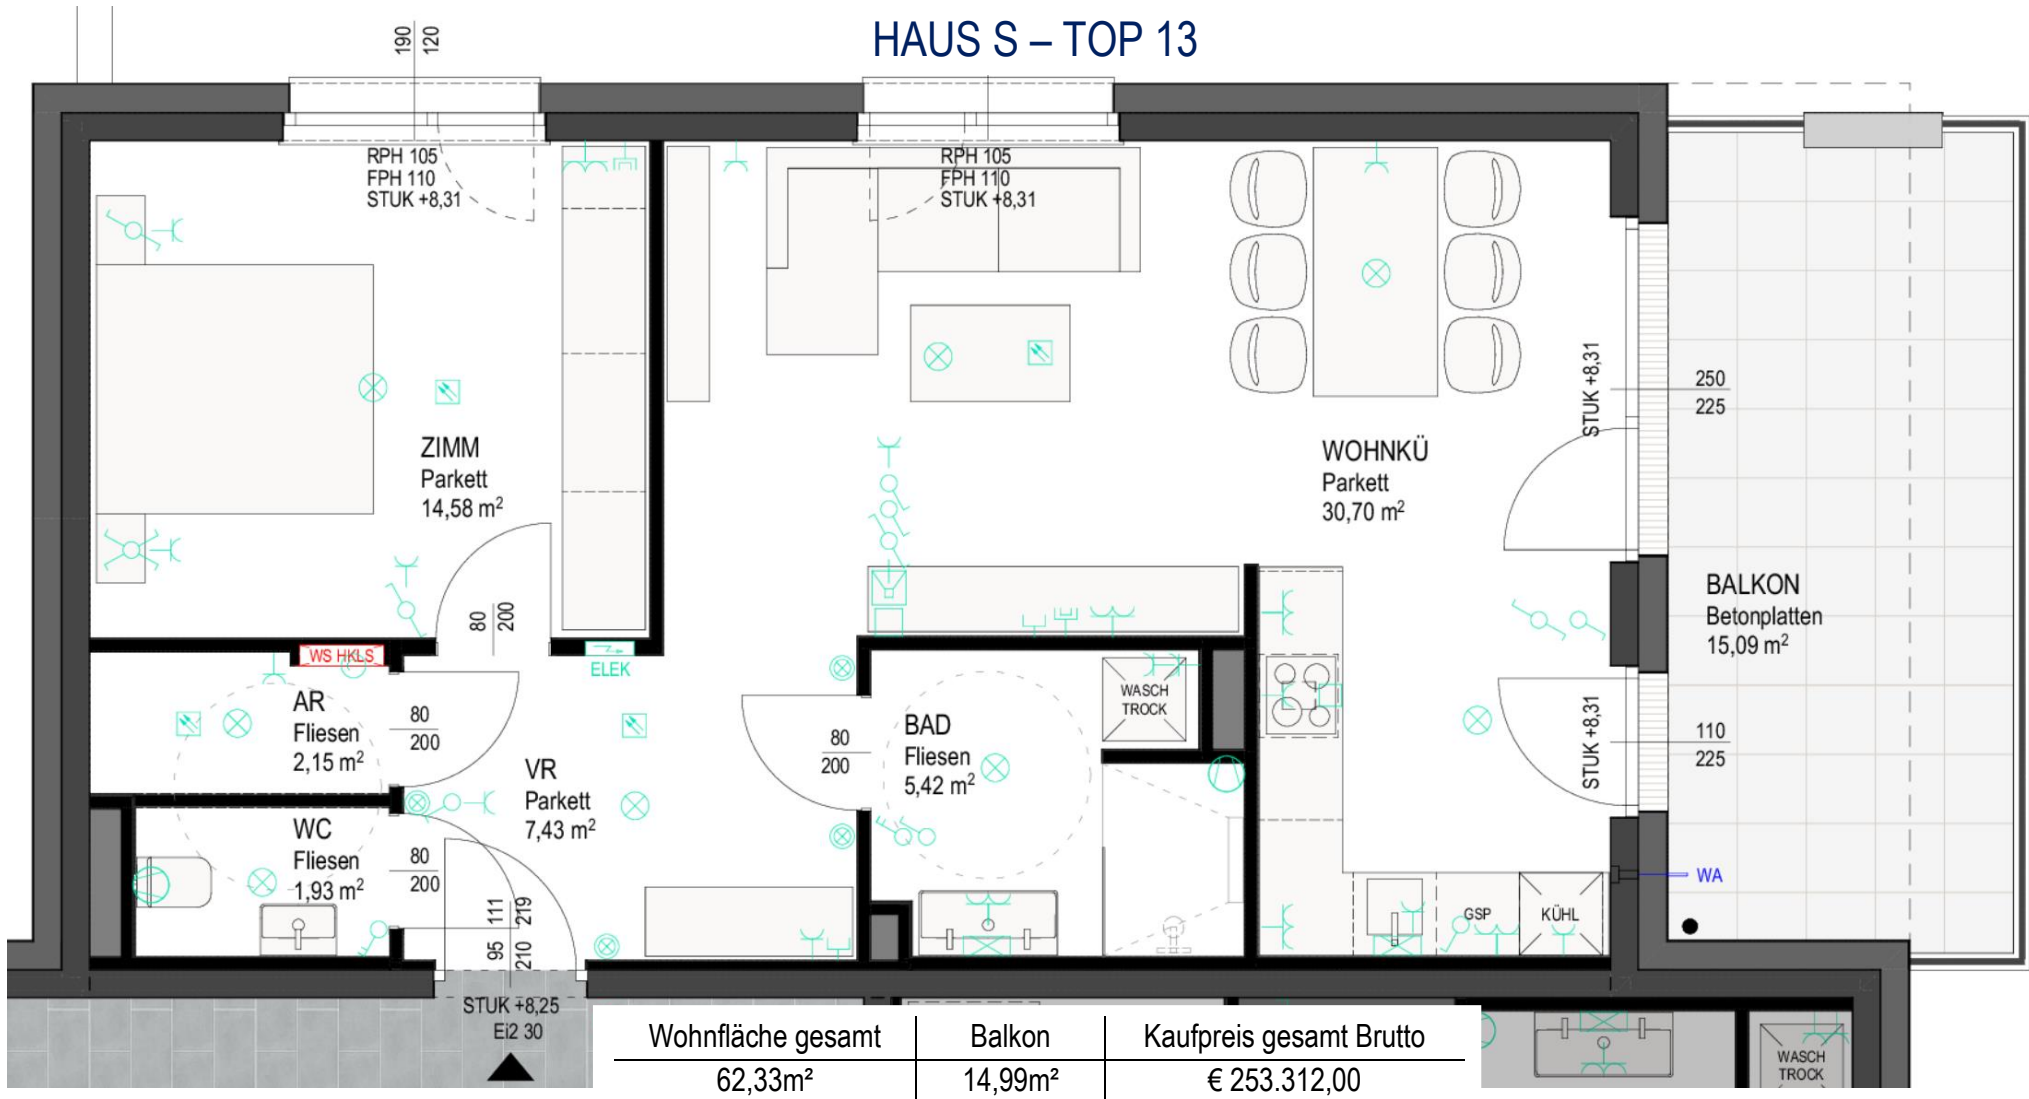 HAUS S – TOP 13
190
120
RPH 105
FPH 110
STUK +8,31
RPH 105
FPH 110
STUK +8,31
ZIMM
Parkett
14,58 m²
80
200
WOHNKÜ
Parkett
30,70 m²
STUK +8,31
250
225
BALKON
Betonplatten
15,09 m²
STUK +8,31
110
225
WS HKLS
ELEK
AR
Fliesen
2,15 m²
80
200
VR
Parkett
7,43 m²
80
200
BAD
Fliesen
5,42 m²
WASCH
TROCK
WC
Fliesen
1,93 m²
80
200
111
219
95
210
GSP
KÜHL
WA
STUK +8,25
Ei2 30
WASCH
TROCK
Wohnfläche gesamt Balkon Kaufpreis gesamt Brutto
62,33m² 14,99m² € 253.312,00